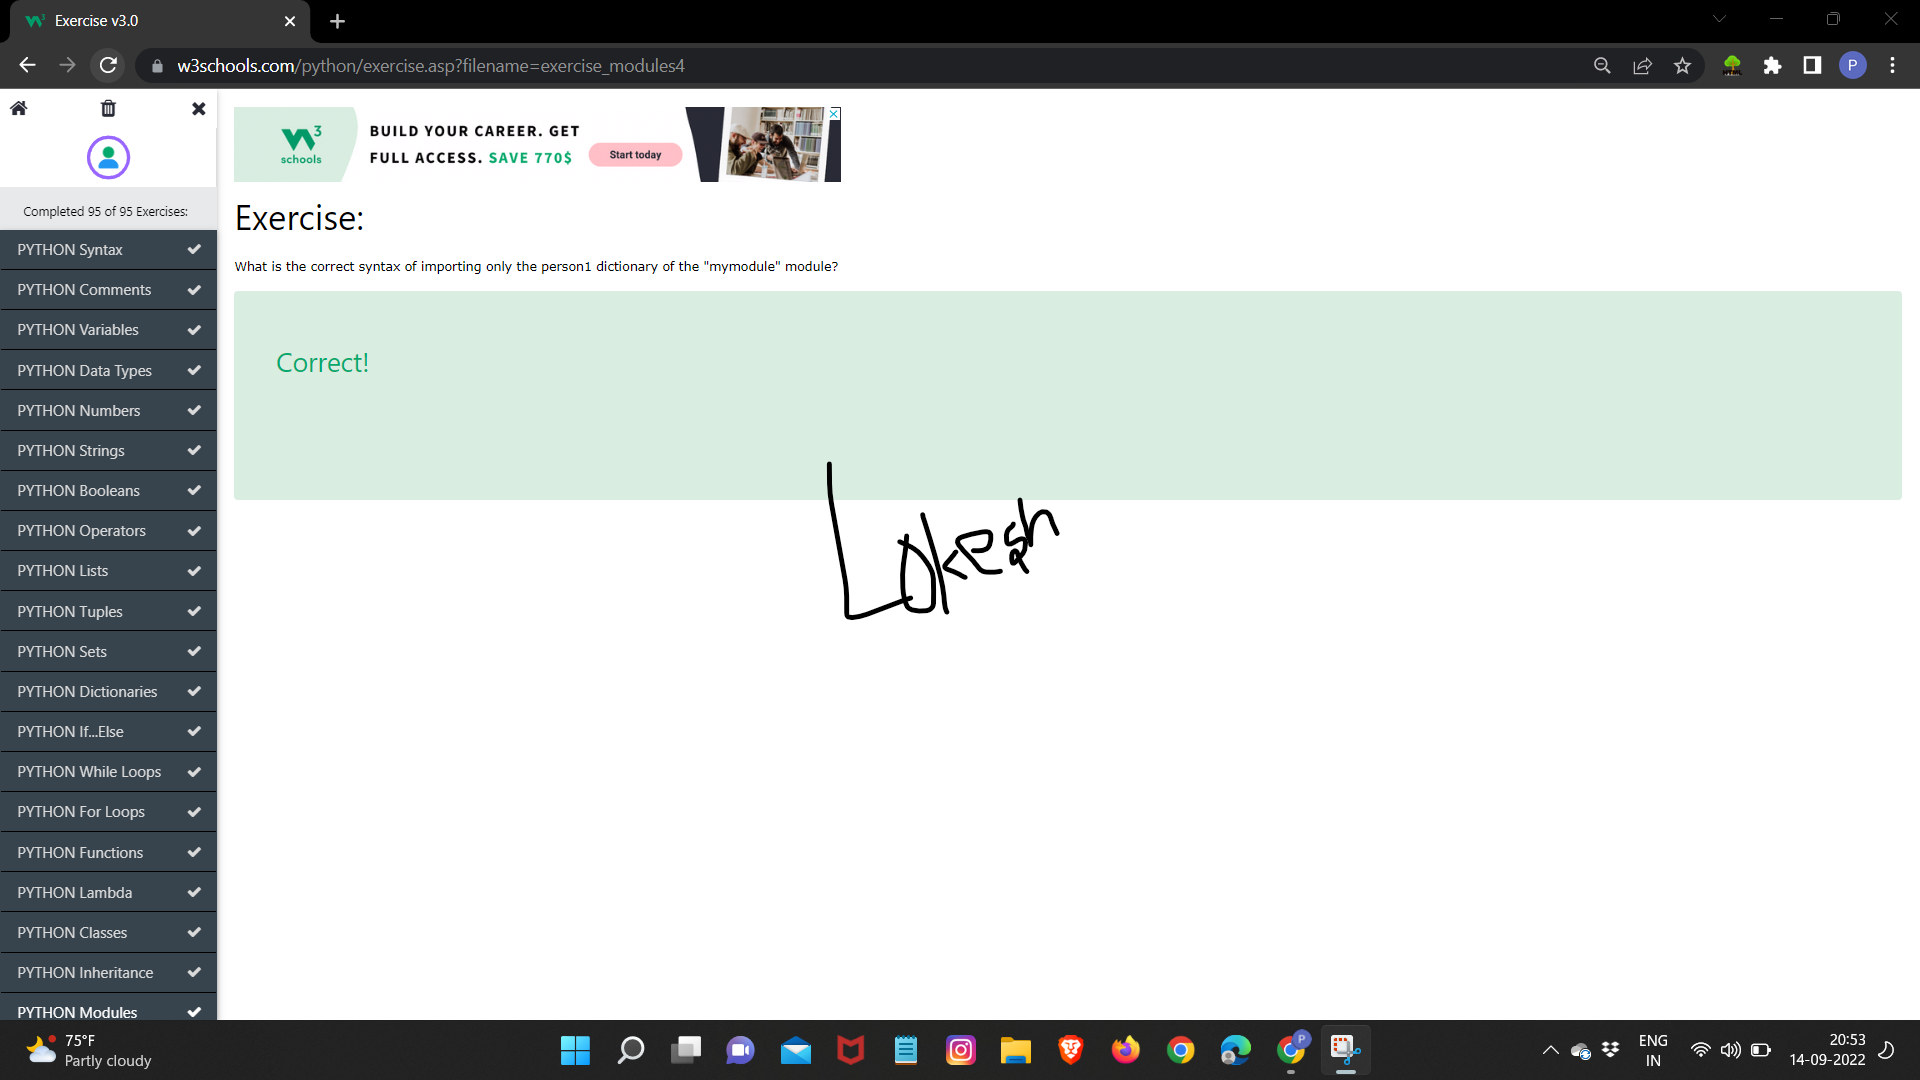 Exercise v3.0
w3schools.com/python/exercise.asp?filename=exercise_modules4
P
W3 schools
BUILD YOUR CAREER. GET
FULL ACCESS. SAVE 770$
Start today
Completed 95 of 95 Exercises:
PYTHON Syntax
PYTHON Comments
PYTHON Variables
PYTHON Data Types
PYTHON Numbers
PYTHON Strings
PYTHON Booleans
PYTHON Operators
PYTHON Lists
PYTHON Tuples
PYTHON Sets
PYTHON Dictionaries
PYTHON If...Else
PYTHON While Loops
PYTHON For Loops
PYTHON Functions
PYTHON Lambda
PYTHON Classes
PYTHON Inheritance
PYTHON Modules
Exercise:
What is the correct syntax of importing only the person1 dictionary of the "mymodule" module?
Correct!
Lokesh
75°F
Partly cloudy
P
ENG
IN
20:53
14-09-2022